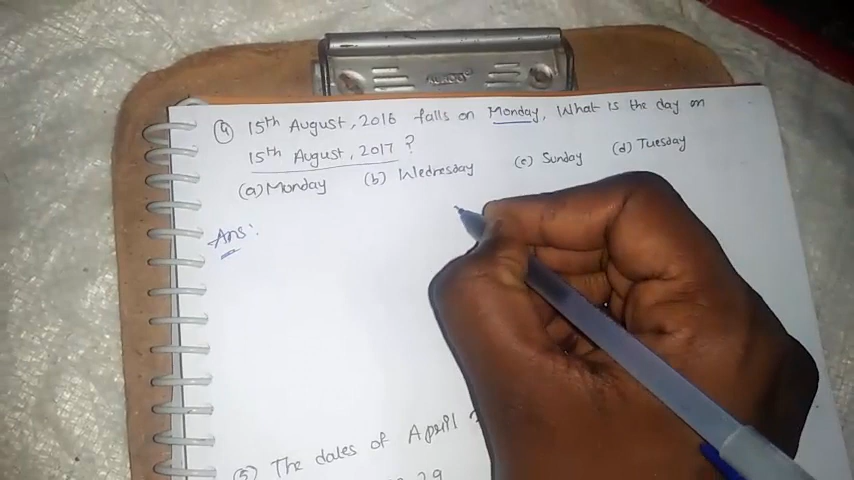 ④ 15th August, 2016 falls on Monday, What is the day on
15th August, 2017 ?
(a) Monday (b) Wednesday (c) Sunday (d) Tuesday
Ans:
⑤ The dates of April
29